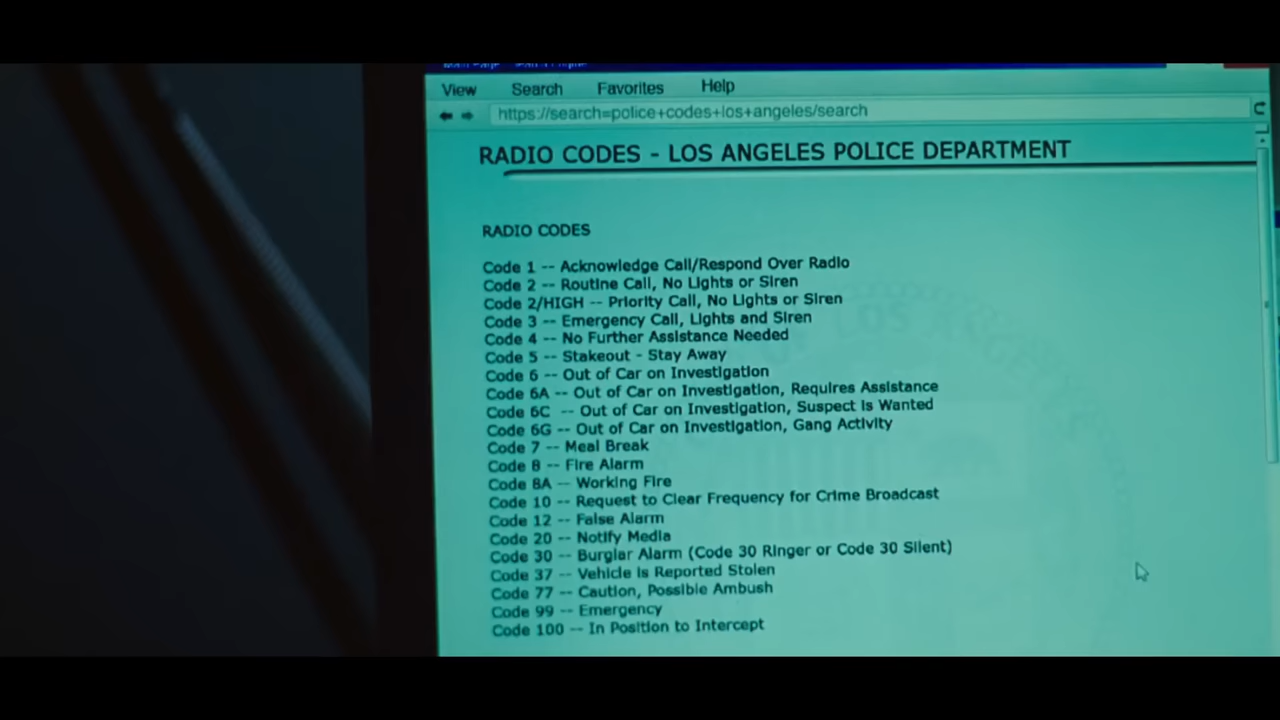 View Search Favorites Help
https://search=police+codes+los+angeles/search
RADIO CODES - LOS ANGELES POLICE DEPARTMENT
RADIO CODES
Code 1 -- Acknowledge Call/Respond Over Radio
Code 2 -- Routine Call, No Lights or Siren
Code 2/HIGH -- Priority Call, No Lights or Siren
Code 3 -- Emergency Call, Lights and Siren
Code 4 -- No Further Assistance Needed
Code 5 -- Stakeout - Stay Away
Code 6 -- Out of Car on Investigation
Code 6A -- Out of Car on Investigation, Requires Assistance
Code 6C -- Out of Car on Investigation, Suspect is Wanted
Code 6G -- Out of Car on Investigation, Gang Activity
Code 7 -- Meal Break
Code 8 -- Fire Alarm
Code 8A -- Working Fire
Code 10 -- Request to Clear Frequency for Crime Broadcast
Code 12 -- False Alarm
Code 20 -- Notify Media
Code 30 -- Burglar Alarm (Code 30 Ringer or Code 30 Silent)
Code 37 -- Vehicle is Reported Stolen
Code 77 -- Caution, Possible Ambush
Code 99 -- Emergency
Code 100 -- In Position to Intercept